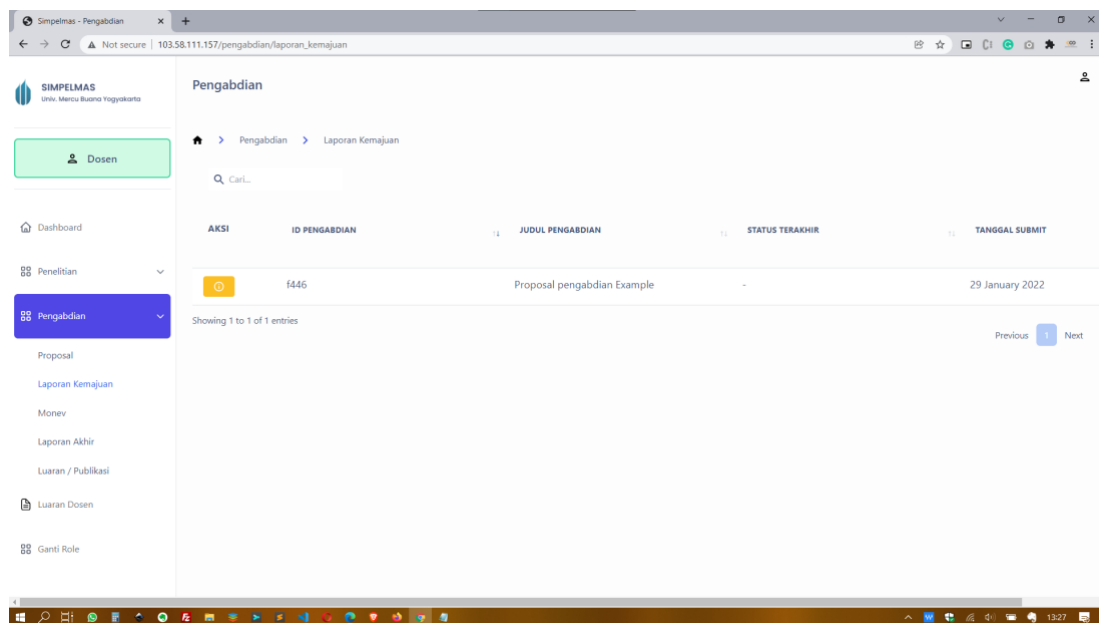 Simpelmas - Pengabdian
Not secure | 103.58.111.157/pengabdian/laporan_kemajuan
SIMPELMAS
Univ. Mercu Buana Yogyakarta
Pengabdian
Dosen
Pengabdian Laporan Kemajuan
Cari...
Dashboard
Penelitian
Pengabdian
Proposal
Laporan Kemajuan
Monev
Laporan Akhir
Luaran / Publikasi
Luaran Dosen
Ganti Role
AKSI ID PENGABDIAN JUDUL PENGABDIAN STATUS TERAKHIR TANGGAL SUBMIT
f446 Proposal pengabdian Example - 29 January 2022
Showing 1 to 1 of 1 entries
Previous 1 Next
13:27